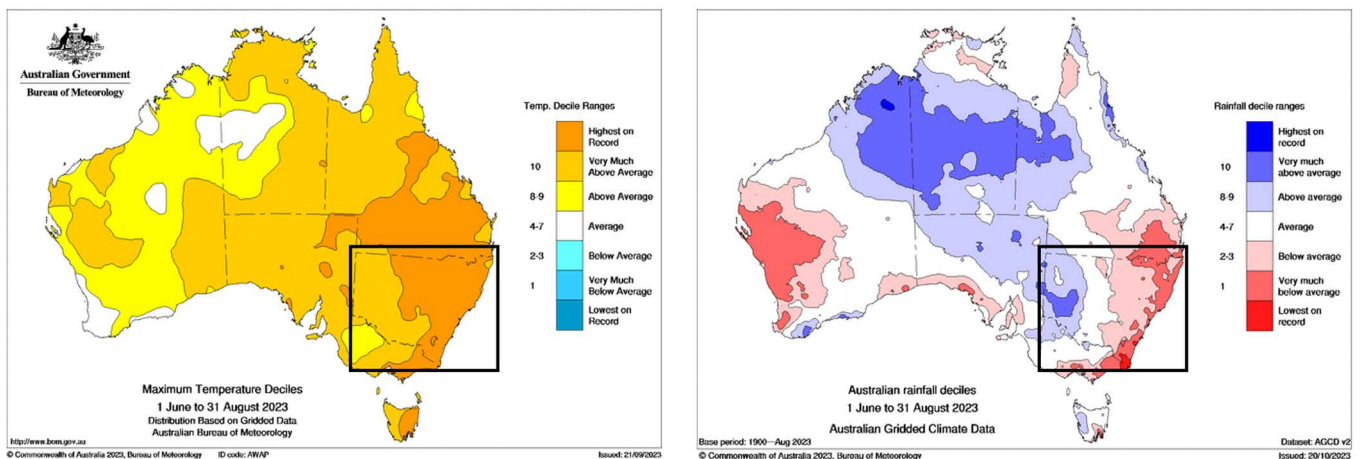 Australian Government
Bureau of Meteorology
Temp. Decile Ranges
Highest on
Record
10
Very Much
Above Average
8-9
Above Average
4-7
Average
2-3
Below Average
1
Very Much
Below Average
Lowest on
Record
Maximum Temperature Deciles
1 June to 31 August 2023
Distribution Based on Gridded Data
Australian Bureau of Meteorology
http://www.bom.gov.au
© Commonwealth of Australia 2023, Bureau of Meteorology
ID code: AWAP
Issued: 21/09/2023
Rainfall decile ranges
Highest on
record
10
Very much
above average
8-9
Above average
4-7
Average
2-3
Below average
1
Very much
below average
Lowest on
record
Australian rainfall deciles
1 June to 31 August 2023
Australian Gridded Climate Data
Base period: 1900—Aug 2023
Dataset: AGCD v2
© Commonwealth of Australia 2023, Bureau of Meteorology
Issued: 20/10/2023